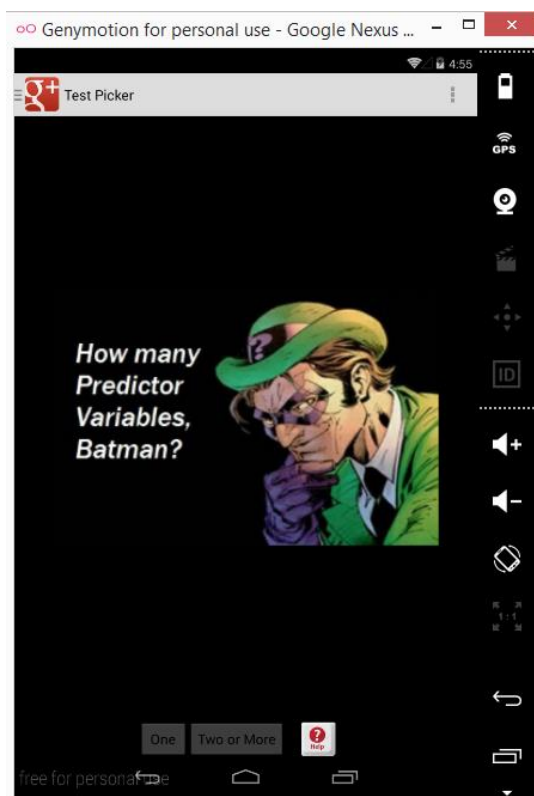 Genymotion for personal use - Google Nexus ...
4:55
g+ Test Picker
GPS
ID
How many
Predictor
Variables,
Batman?
?
1:1
One Two or More ? Help
free for personal use